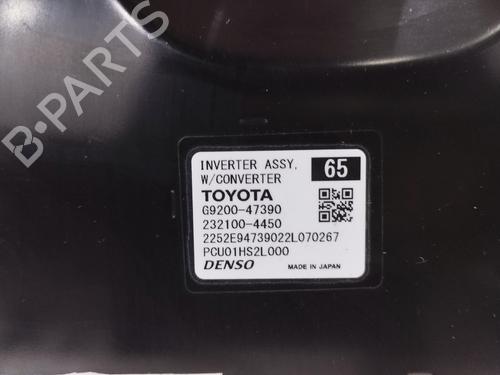 B-PARTS
INVERTER ASSY, 65
W/CONVERTER
TOYOTA
G9200-47390
232100-4450
2252E94739022L070267
PCU01HS2L000
DENSO MADE IN JAPAN